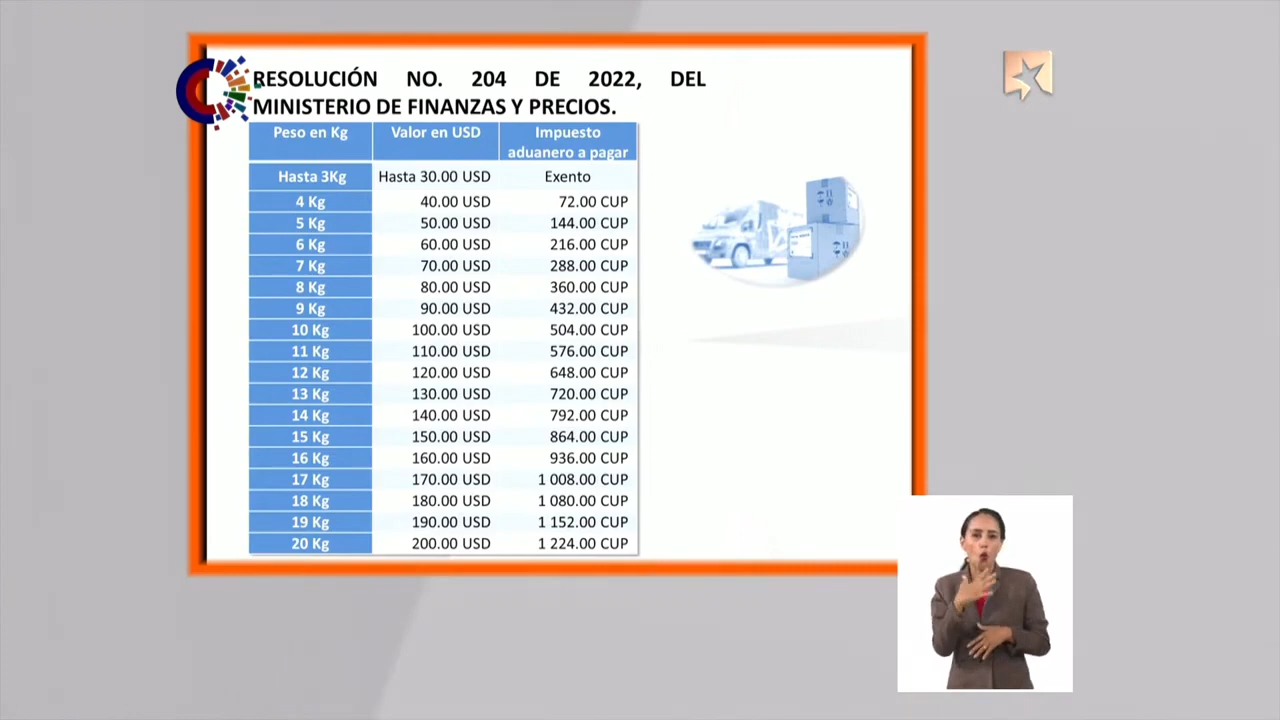 RESOLUCIÓN NO. 204 DE 2022, DEL
MINISTERIO DE FINANZAS Y PRECIOS.
Peso en Kg Valor en USD Impuesto aduanero a pagar
Hasta 3Kg Hasta 30.00 USD Exento
4 Kg 40.00 USD 72.00 CUP
5 Kg 50.00 USD 144.00 CUP
6 Kg 60.00 USD 216.00 CUP
7 Kg 70.00 USD 288.00 CUP
8 Kg 80.00 USD 360.00 CUP
9 Kg 90.00 USD 432.00 CUP
10 Kg 100.00 USD 504.00 CUP
11 Kg 110.00 USD 576.00 CUP
12 Kg 120.00 USD 648.00 CUP
13 Kg 130.00 USD 720.00 CUP
14 Kg 140.00 USD 792.00 CUP
15 Kg 150.00 USD 864.00 CUP
16 Kg 160.00 USD 936.00 CUP
17 Kg 170.00 USD 1 008.00 CUP
18 Kg 180.00 USD 1 080.00 CUP
19 Kg 190.00 USD 1 152.00 CUP
20 Kg 200.00 USD 1 224.00 CUP